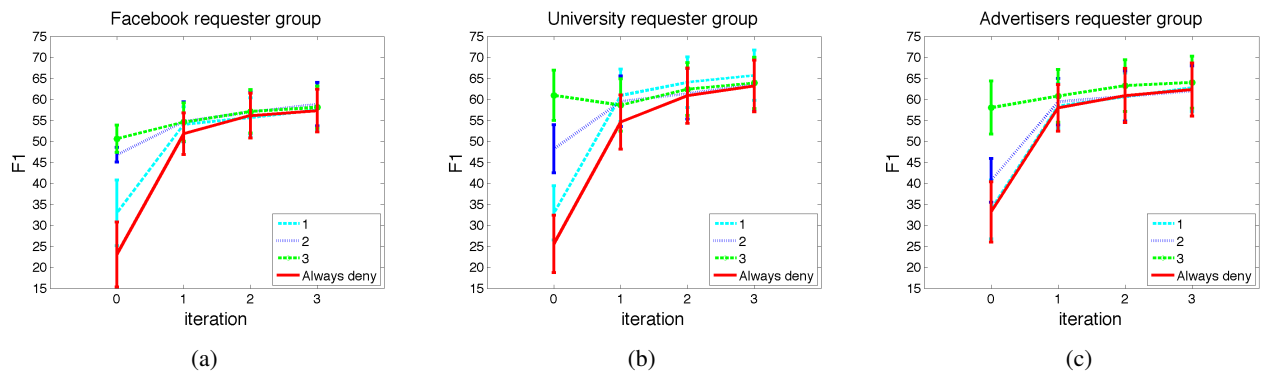 Facebook requester group
75
70
65
60
55
50
45
40
35
30
25
20
15
F1
0 1 2 3
iteration
1
2
3
Always deny
(a)
University requester group
75
70
65
60
55
50
45
40
35
30
25
20
15
F1
0 1 2 3
iteration
1
2
3
Always deny
(b)
Advertisers requester group
75
70
65
60
55
50
45
40
35
30
25
20
15
F1
0 1 2 3
iteration
1
2
3
Always deny
(c)